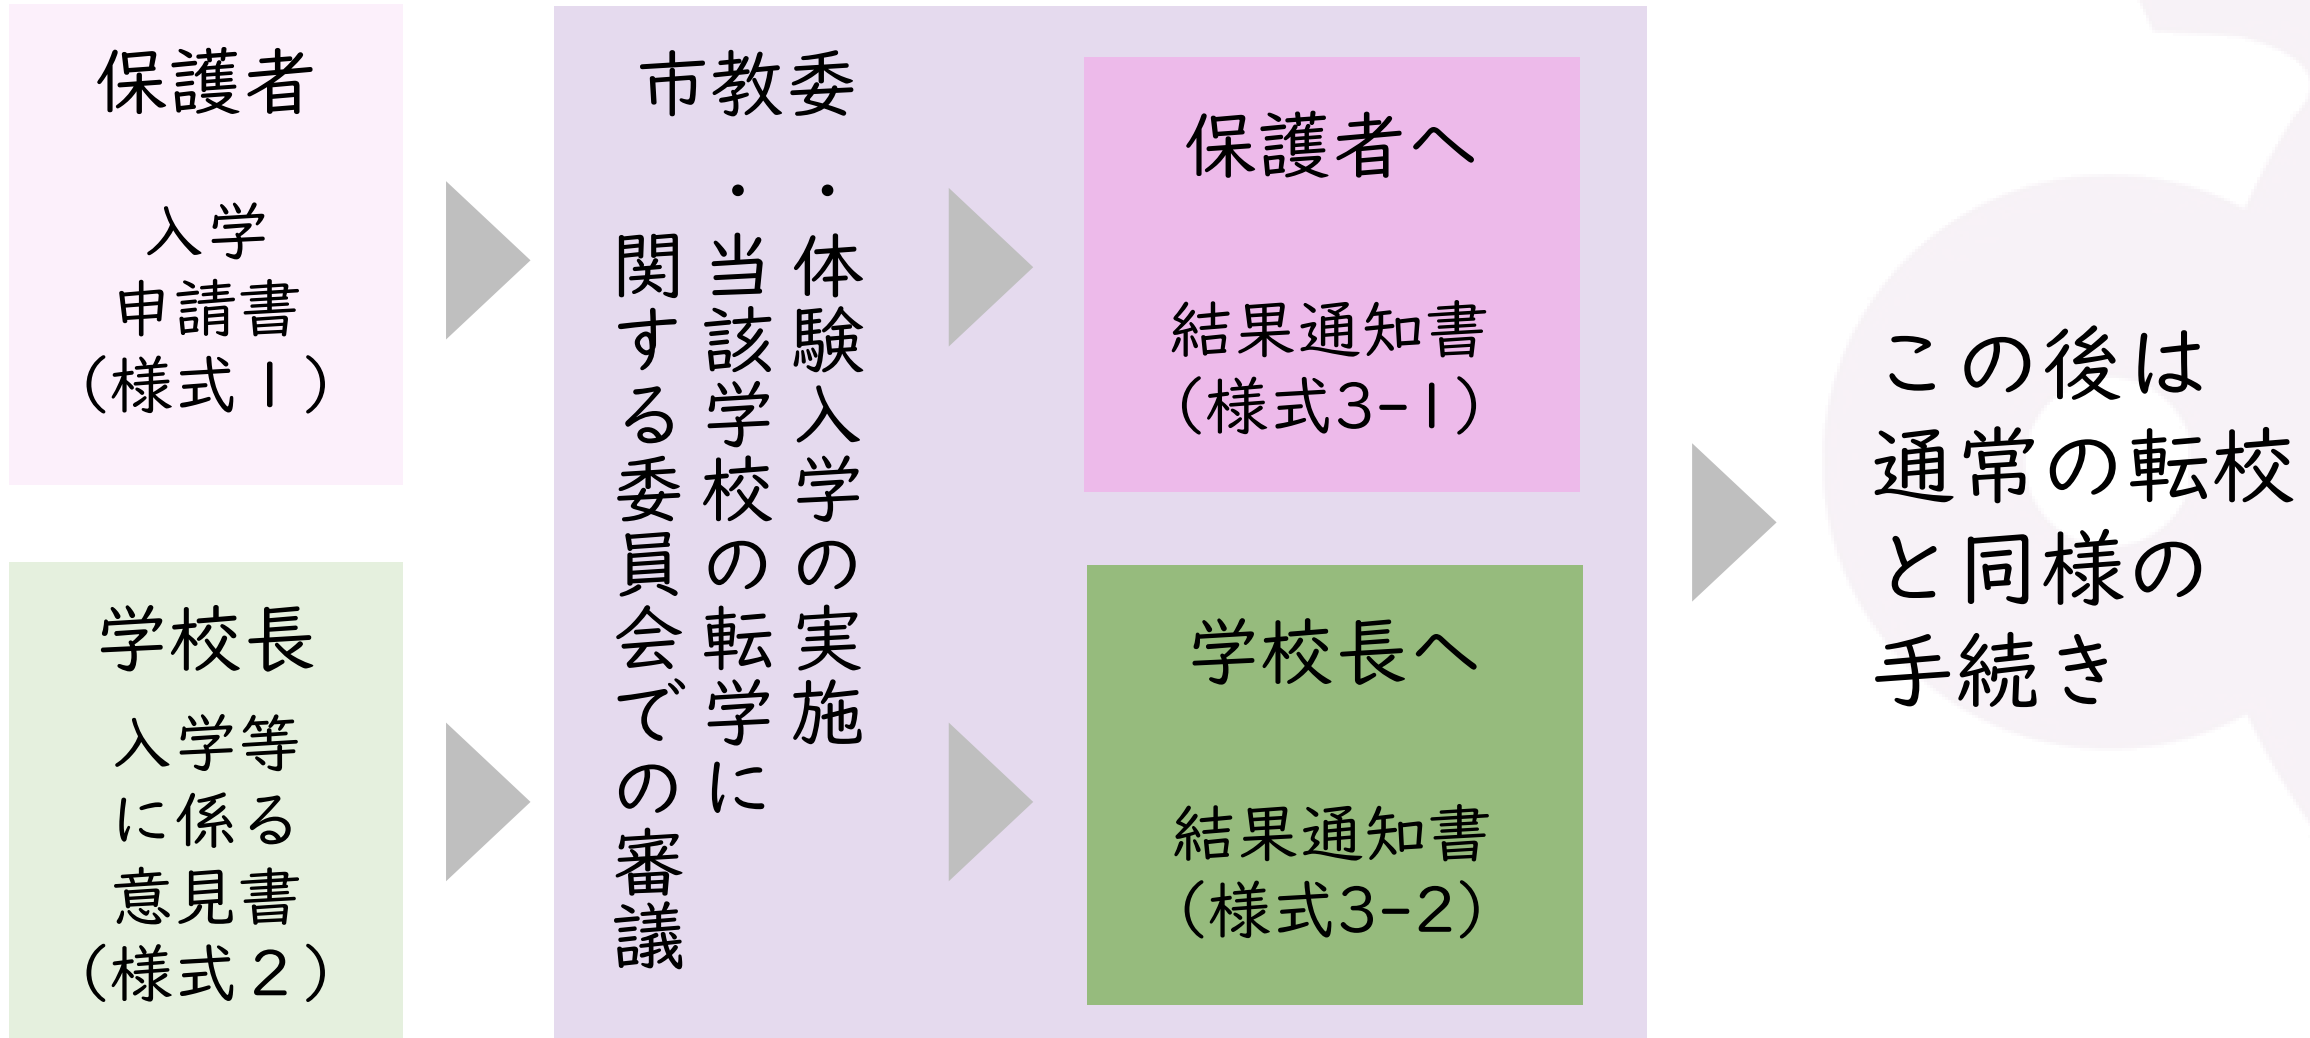 保護者
入学
申請書
（様式１）
学校長
入学等
に係る
意見書
（様式２）
市教委
・体験入学の実施
・当該学校の転学に
関する委員会での審議
保護者へ
結果通知書
（様式3-1）
学校長へ
結果通知書
（様式3-2）
この後は
通常の転校
と同様の
手続き